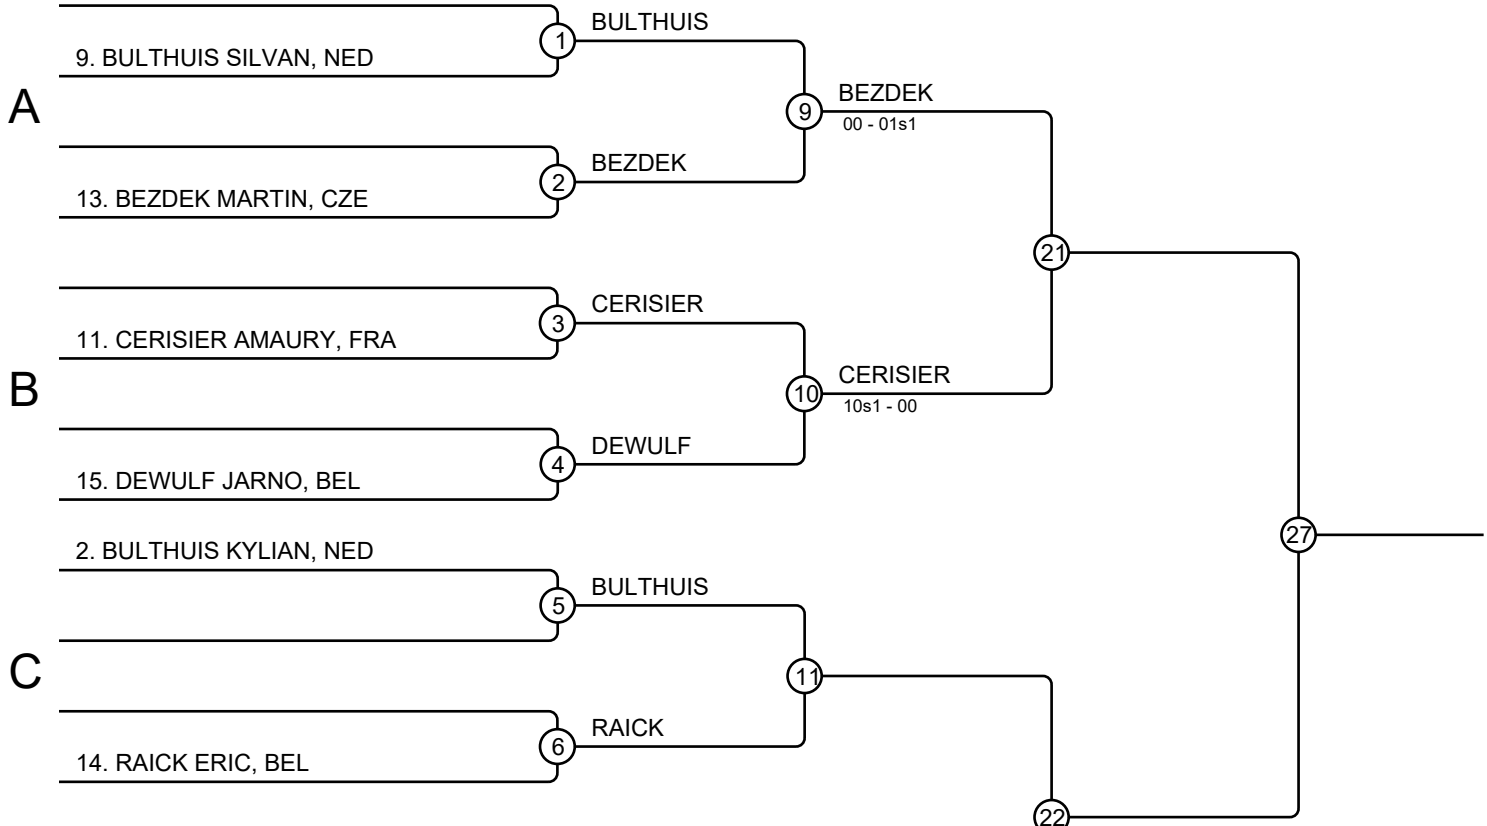 BULTHUIS
1
9. BULTHUIS SILVAN, NED
A
BEZDEK
9
00 - 01s1
BEZDEK
2
13. BEZDEK MARTIN, CZE
21
CERISIER
3
11. CERISIER AMAURY, FRA
B
CERISIER
10
10s1 - 00
DEWULF
4
15. DEWULF JARNO, BEL
27
2. BULTHUIS KYLIAN, NED
BULTHUIS
5
C
11
RAICK
6
14. RAICK ERIC, BEL
22